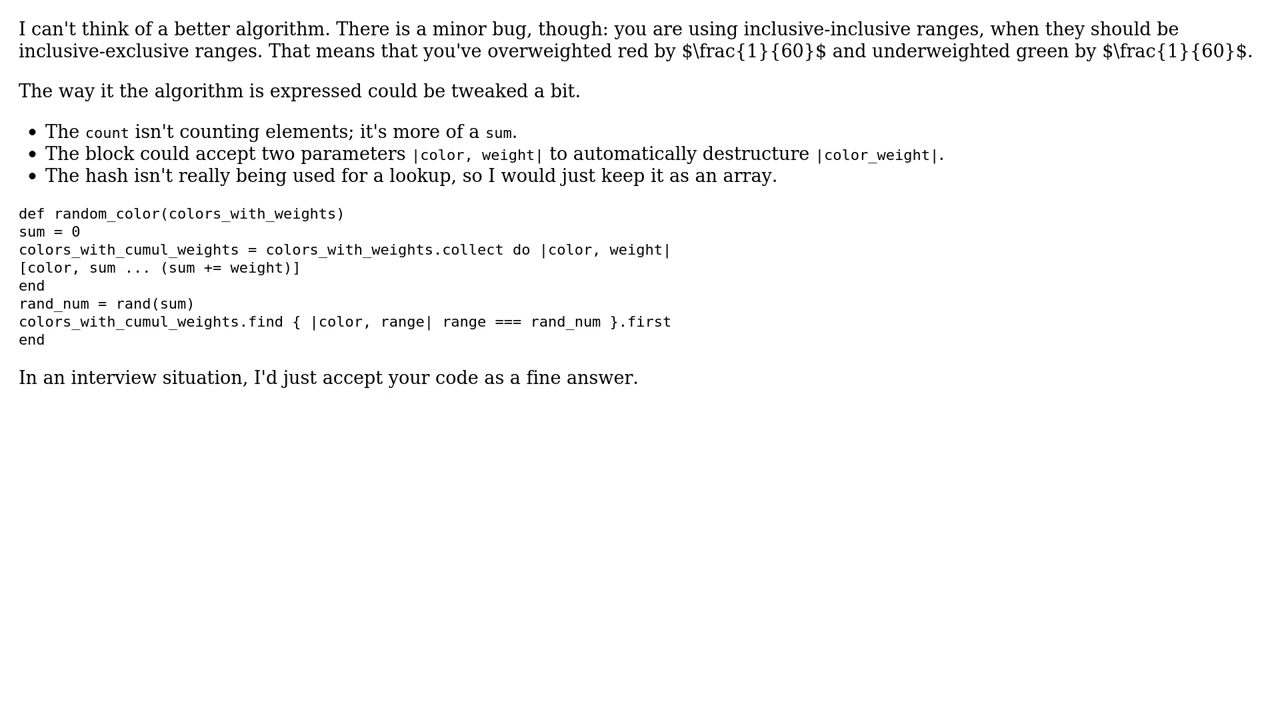 I can't think of a better algorithm. There is a minor bug, though: you are using inclusive-inclusive ranges, when they should be
inclusive-exclusive ranges. That means that you've overweighted red by $\frac{1}{60}$ and underweighted green by $\frac{1}{60}$.
The way it the algorithm is expressed could be tweaked a bit.
• The count isn't counting elements; it's more of a sum.
• The block could accept two parameters |color, weight| to automatically destructure |color_weight|.
• The hash isn't really being used for a lookup, so I would just keep it as an array.
def random_color(colors_with_weights)
sum = 0
colors_with_cumul_weights = colors_with_weights.collect do |color, weight|
[color, sum ... (sum += weight)]
end
rand_num = rand(sum)
colors_with_cumul_weights.find { |color, range| range === rand_num }.first
end
In an interview situation, I'd just accept your code as a fine answer.